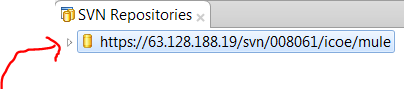 SVN Repositories
https://63.128.188.19/svn/008061/icoe/mule